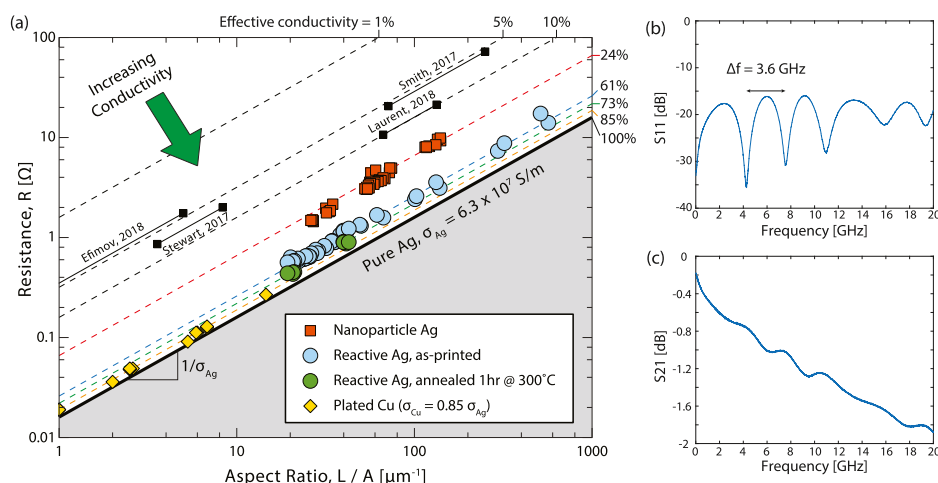 (a)
Effective conductivity = 1%
5%
10%
24%
61%
73%
85%
100%
100
10
1
0.1
0.01
Resistance, R [Ω]
Increasing
Conductivity
Smith, 2017
Laurent, 2018
Efimov, 2018
Stewart, 2017
Pure Ag, σAg = 6.3 x 10⁷ S/m
1/σAg
Nanoparticle Ag
Reactive Ag, as-printed
Reactive Ag, annealed 1hr @ 300°C
Plated Cu (σCu = 0.85 σAg)
1
10
100
1000
Aspect Ratio, L / A [μm⁻¹]
(b)
0
-10
-20
-30
-40
S11 [dB]
Δf = 3.6 GHz
0 2 4 6 8 10 12 14 16 18 20
Frequency [GHz]
(c)
0
-0.4
-0.8
-1.2
-1.6
-2
S21 [dB]
0 2 4 6 8 10 12 14 16 18 20
Frequency [GHz]